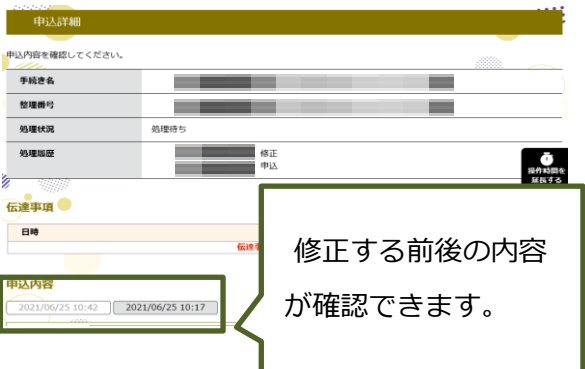 申込詳細
申込内容を確認してください。
手続き名
整理番号
処理状況 処理待ち
処理履歴 修正
申込
操作時間を
延長する
伝達事項
日時
伝達事
修正する前後の内容
が確認できます。
申込内容
2021/06/25 10:42 2021/06/25 10:17